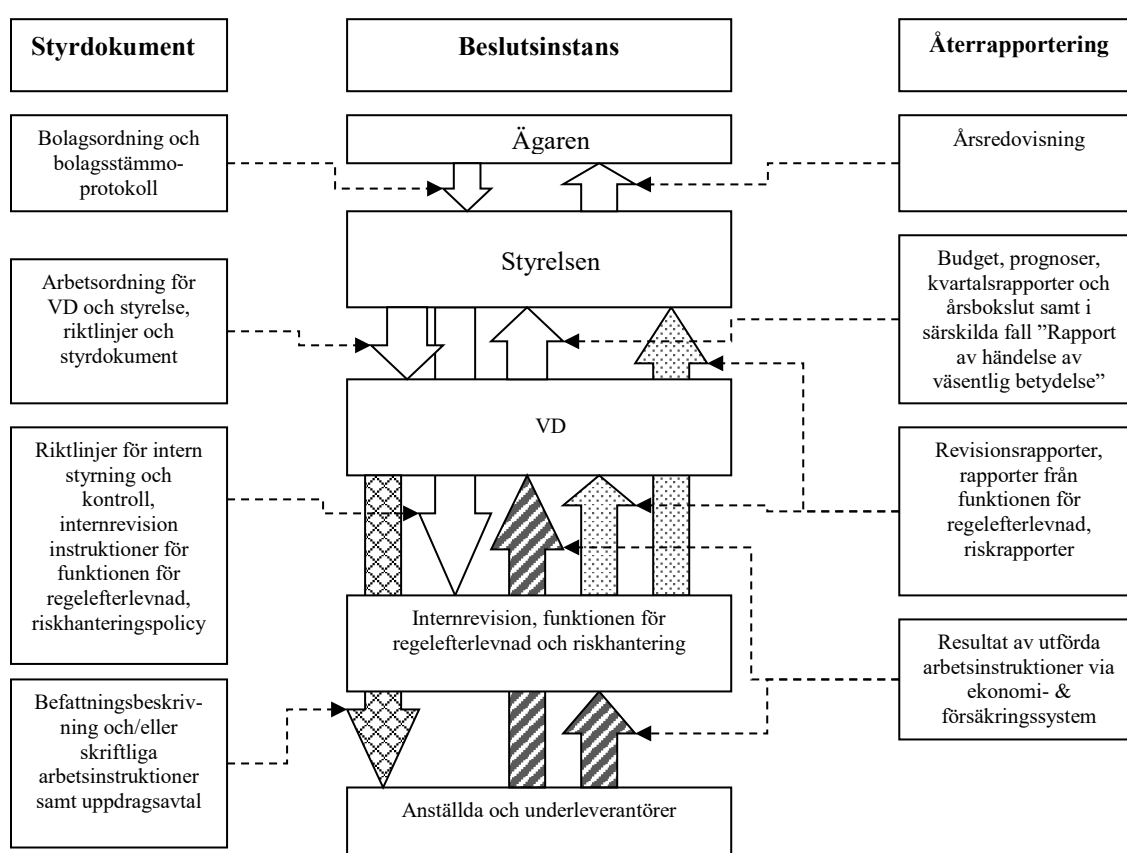 Styrdokument
Beslutsinstans
Återrapportering
Bolagsordning och
bolagsstämmo-
protokoll
Ägaren
Årsredovisning
Styrelsen
Arbetsordning för
VD och styrelse,
riktlinjer och
styrdokument
Budget, prognoser,
kvartalsrapporter och
årsbokslut samt i
särskilda fall ”Rapport
av händelse av
väsentlig betydelse”
VD
Riktlinjer för intern
styrning och
kontroll,
internrevision
instruktioner för
funktionen för
regelefterlevnad,
riskhanteringspolicy
Revisionsrapporter,
rapporter från
funktionen för
regelefterlevnad,
riskrapporter
Internrevision, funktionen för
regelefterlevnad och riskhantering
Resultat av utförda
arbetsinstruktioner via
ekonomi- &
försäkringssystem
Befattningsbeskriv-
ning och/eller
skriftliga
arbetsinstruktioner
samt uppdragsavtal
Anställda och underleverantörer